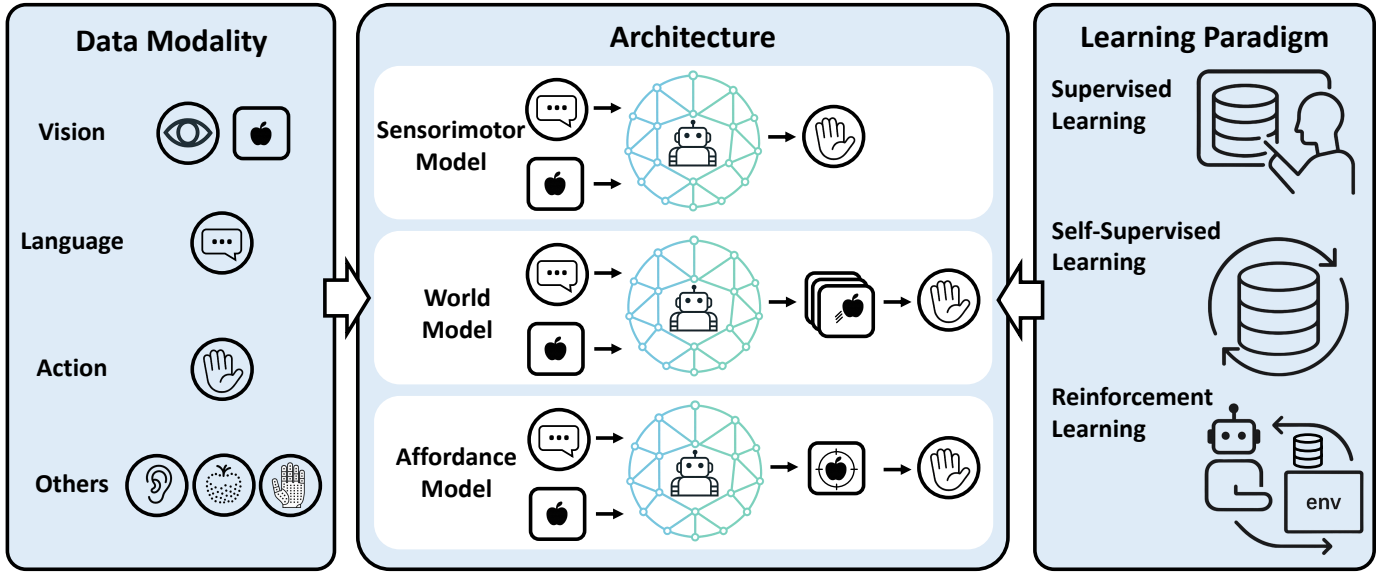 Data Modality
Vision
Language
Action
Others
Architecture
Sensorimotor
Model
World
Model
Affordance
Model
Learning Paradigm
Supervised
Learning
Self-Supervised
Learning
Reinforcement
Learning
env